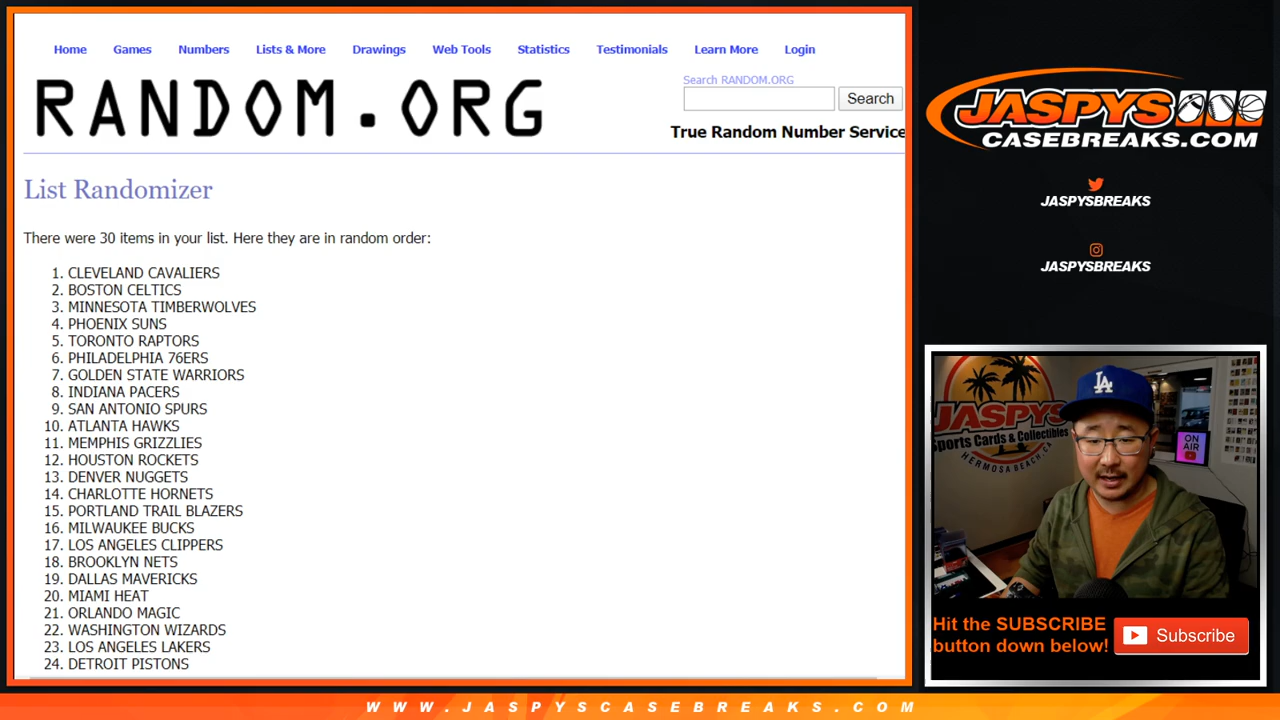 Home Games Numbers Lists & More Drawings Web Tools Statistics Testimonials Learn More Login
RANDOM.ORG
Search RANDOM.ORG
Search
True Random Number Service
List Randomizer
There were 30 items in your list. Here they are in random order:
1. CLEVELAND CAVALIERS
2. BOSTON CELTICS
3. MINNESOTA TIMBERWOLVES
4. PHOENIX SUNS
5. TORONTO RAPTORS
6. PHILADELPHIA 76ERS
7. GOLDEN STATE WARRIORS
8. INDIANA PACERS
9. SAN ANTONIO SPURS
10. ATLANTA HAWKS
11. MEMPHIS GRIZZLIES
12. HOUSTON ROCKETS
13. DENVER NUGGETS
14. CHARLOTTE HORNETS
15. PORTLAND TRAIL BLAZERS
16. MILWAUKEE BUCKS
17. LOS ANGELES CLIPPERS
18. BROOKLYN NETS
19. DALLAS MAVERICKS
20. MIAMI HEAT
21. ORLANDO MAGIC
22. WASHINGTON WIZARDS
23. LOS ANGELES LAKERS
24. DETROIT PISTONS
JASPYS
CASEBREAKS.COM
JASPYSBREAKS
JASPYSBREAKS
JASPYS
Sports Cards & Collectibles
HERMOSA BEACH, CA
LA
ON
AIR
Hit the SUBSCRIBE
button down below!
Subscribe
WWW.JASPYSCASEBREAKS.COM